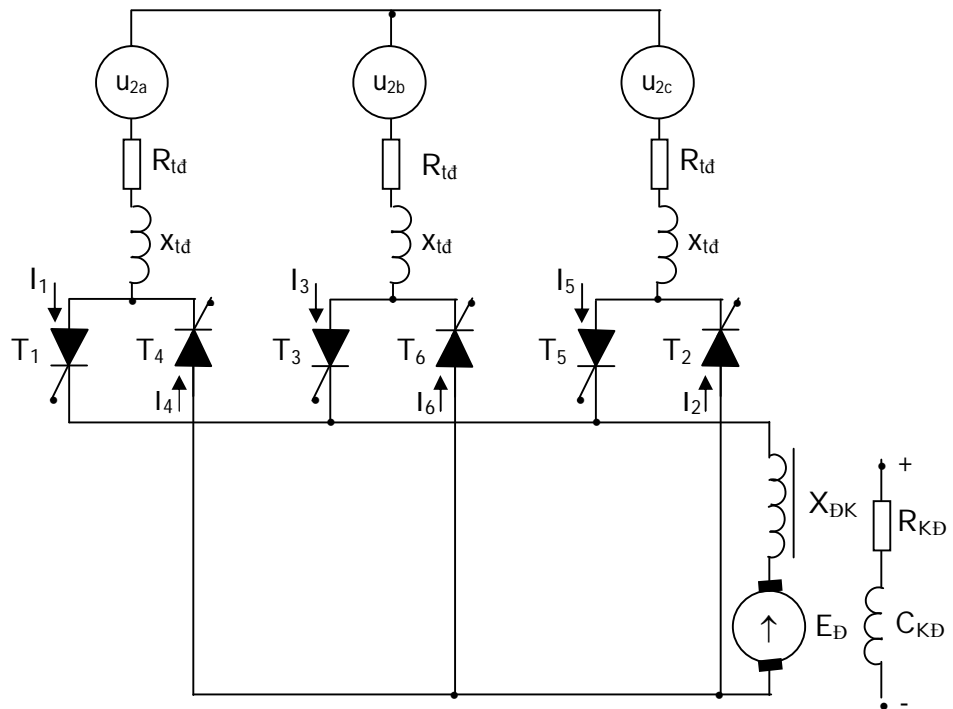 u2a u2b u2c
Rtđ Rtđ Rtđ
xtđ xtđ xtđ
I1 I3 I5
T1 T4 T3 T6 T5 T2
I4 I6 I2
+
XĐK RKĐ
EĐ CKĐ
-